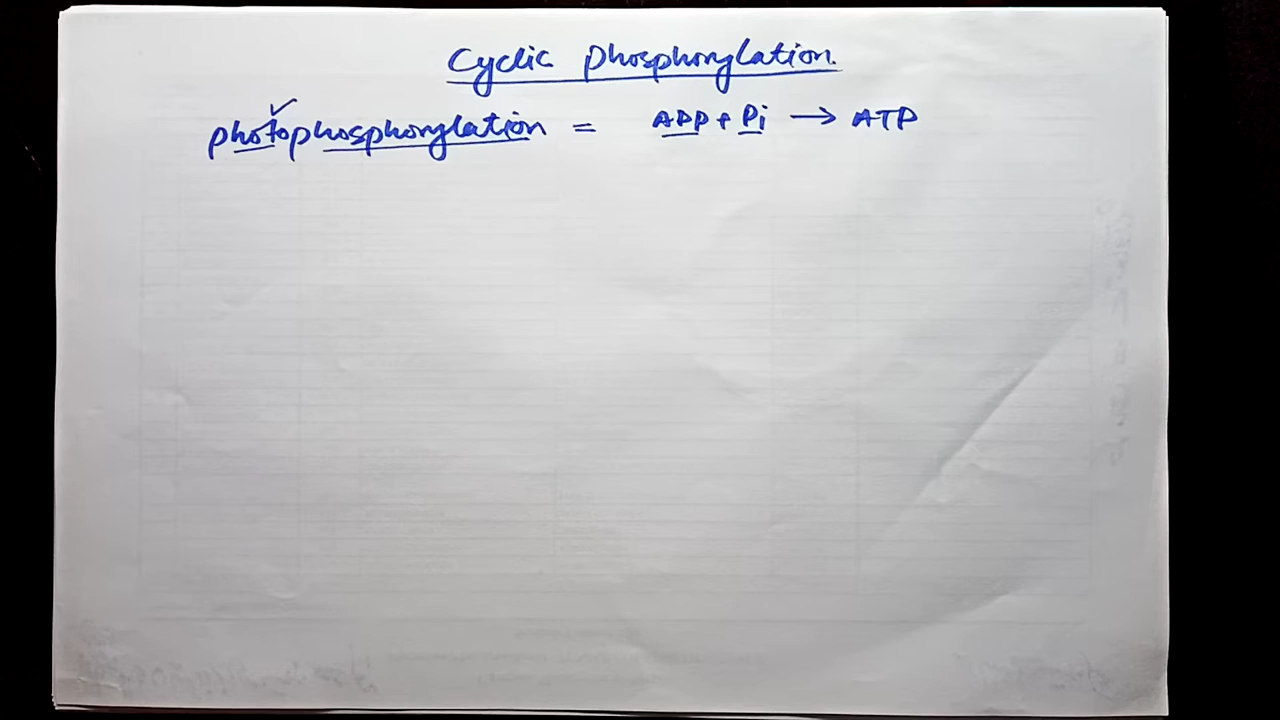 Cyclic phosphorylation.
photophosphorylation = ADP + Pi → ATP